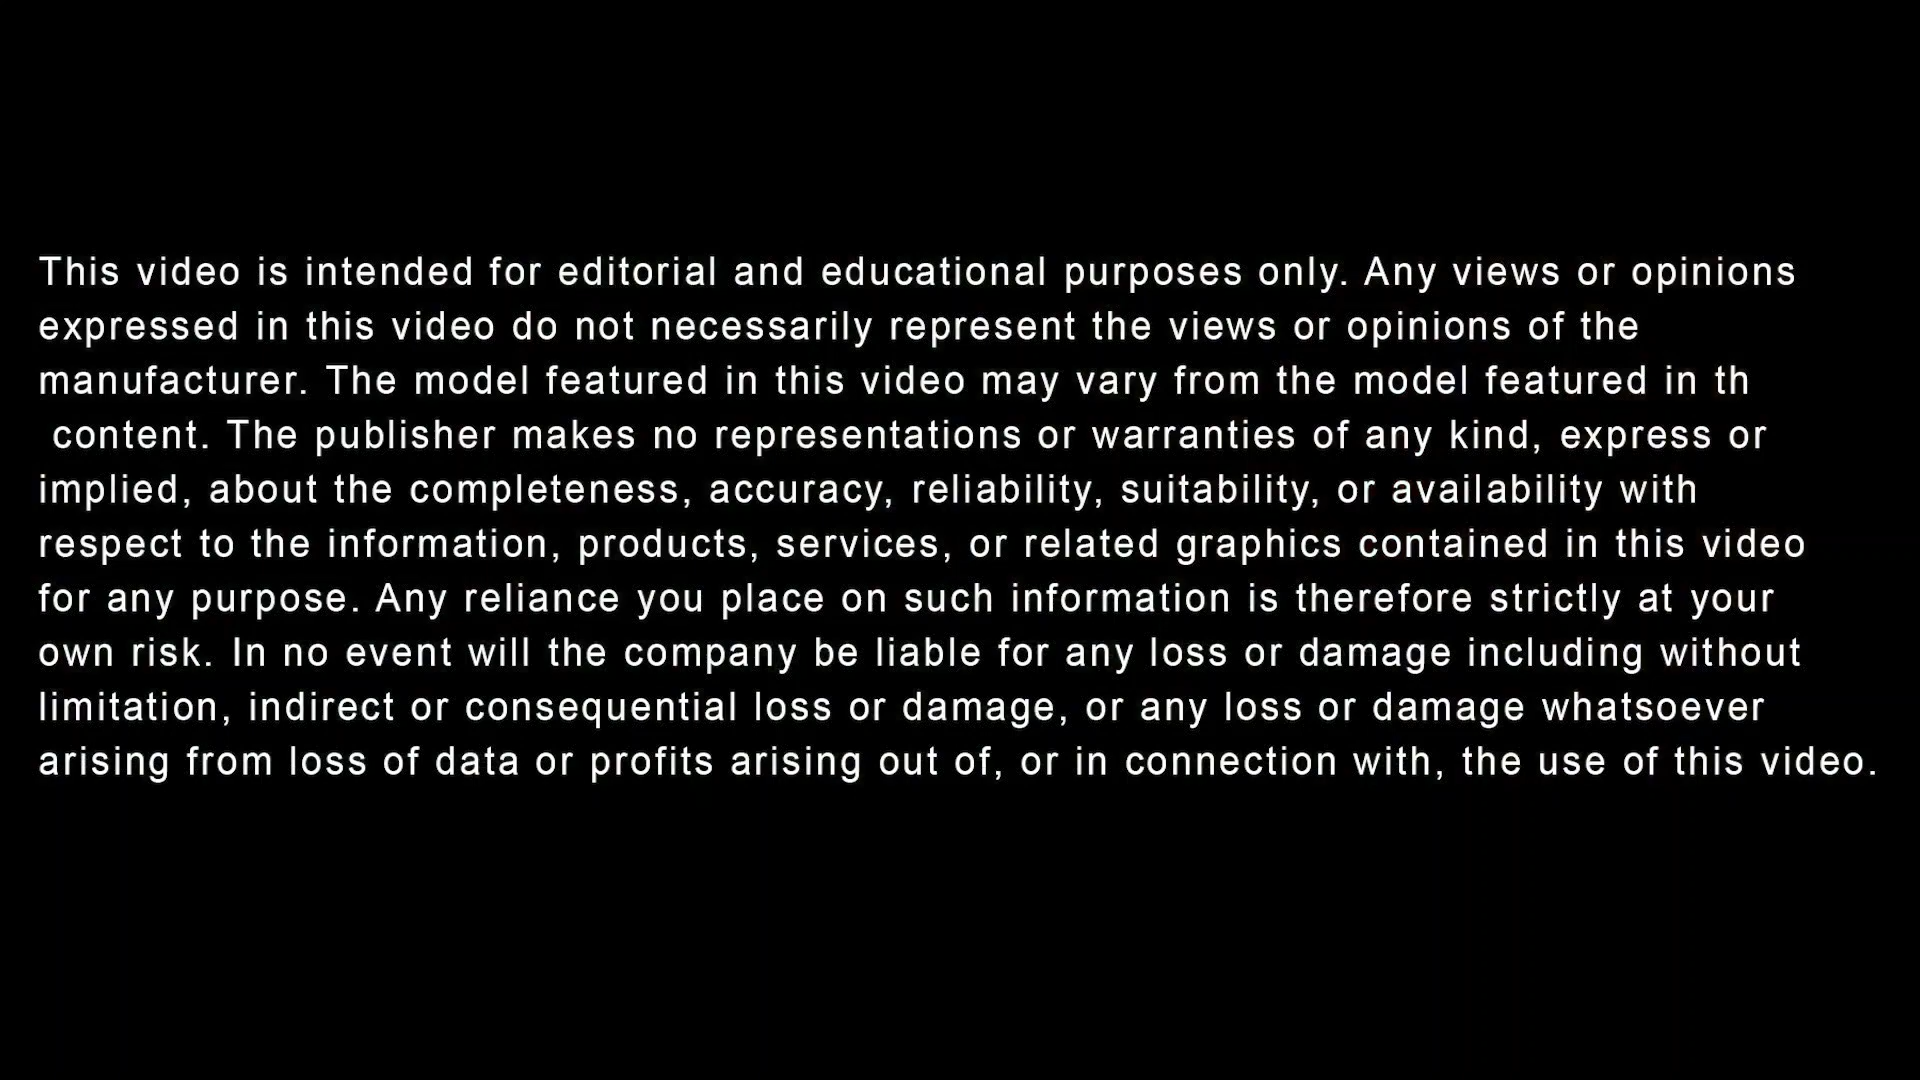 This video is intended for editorial and educational purposes only. Any views or opinions
expressed in this video do not necessarily represent the views or opinions of the
manufacturer. The model featured in this video may vary from the model featured in th
content. The publisher makes no representations or warranties of any kind, express or
implied, about the completeness, accuracy, reliability, suitability, or availability with
respect to the information, products, services, or related graphics contained in this video
for any purpose. Any reliance you place on such information is therefore strictly at your
own risk. In no event will the company be liable for any loss or damage including without
limitation, indirect or consequential loss or damage, or any loss or damage whatsoever
arising from loss of data or profits arising out of, or in connection with, the use of this video.